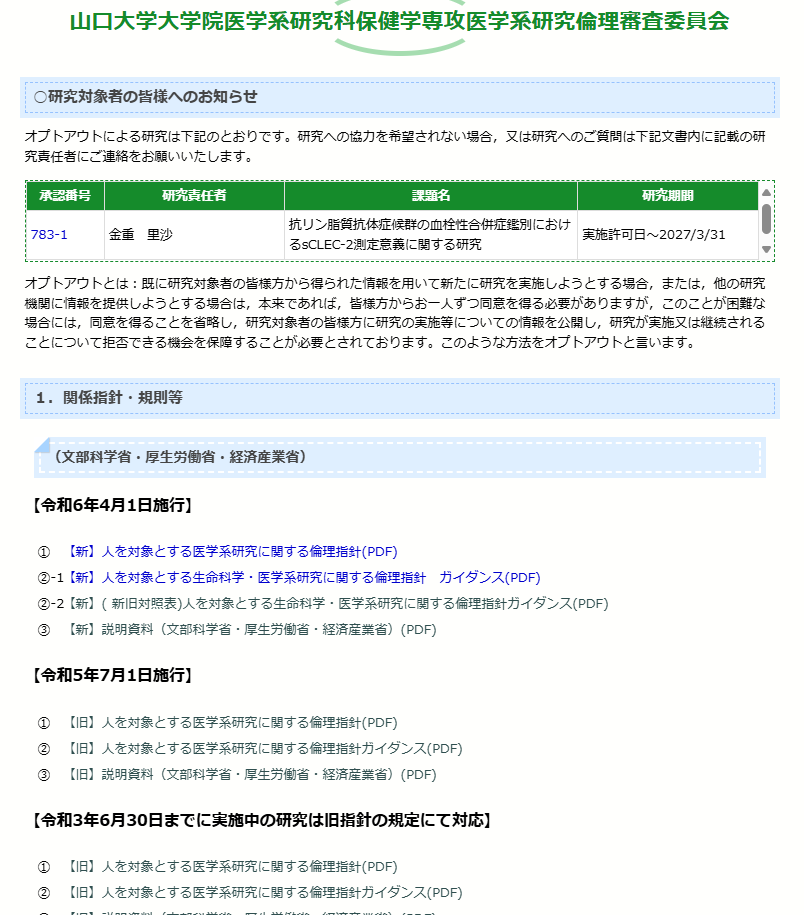 山口大学大学院医学系研究科保健学専攻医学系研究倫理審査委員会
○研究対象者の皆様へのお知らせ
オプトアウトによる研究は下記のとおりです。研究への協力を希望されない場合，又は研究へのご質問は下記文書内に記載の研
究責任者にご連絡をお願いいたします。
承認番号 研究責任者 課題名 研究期間
783-1 金重　里沙 抗リン脂質抗体症候群の血栓性合併症鑑別におけ
るsCLEC-2測定意義に関する研究 実施許可日～2027/3/31
オプトアウトとは：既に研究対象者の皆様方から得られた情報を用いて新たに研究を実施しようとする場合，または，他の研究
機関に情報を提供しようとする場合は，本来であれば，皆様方からお一人ずつ同意を得る必要がありますが，このことが困難な
場合には，同意を得ることを省略し，研究対象者の皆様方に研究の実施等についての情報を公開し，研究が実施又は継続される
ことについて拒否できる機会を保障することが必要とされております。このような方法をオプトアウトと言います。
１．関係指針・規則等
（文部科学省・厚生労働省・経済産業省）
【令和6年4月1日施行】
① 【新】人を対象とする医学系研究に関する倫理指針(PDF)
②-1【新】人を対象とする生命科学・医学系研究に関する倫理指針　ガイダンス(PDF)
②-2【新】( 新旧対照表)人を対象とする生命科学・医学系研究に関する倫理指針ガイダンス(PDF)
③ 【新】説明資料（文部科学省・厚生労働省・経済産業省）(PDF)
【令和5年7月1日施行】
① 【旧】人を対象とする医学系研究に関する倫理指針(PDF)
② 【旧】人を対象とする医学系研究に関する倫理指針ガイダンス(PDF)
③ 【旧】説明資料（文部科学省・厚生労働省・経済産業省）(PDF)
【令和3年6月30日までに実施中の研究は旧指針の規定にて対応】
① 【旧】人を対象とする医学系研究に関する倫理指針(PDF)
② 【旧】人を対象とする医学系研究に関する倫理指針ガイダンス(PDF)